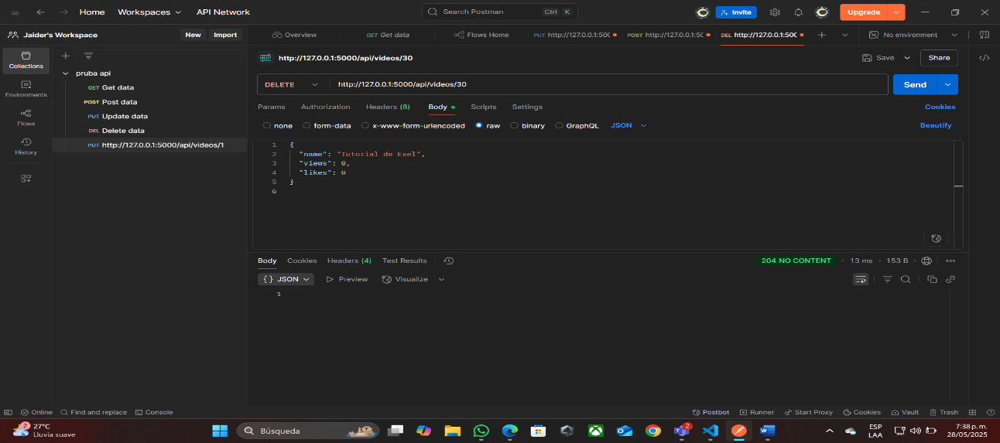 Home Workspaces API Network Search Postman Ctrl K Invite Upgrade
Jaider's Workspace New Import Overview GET Get data Flows Home PUT http://127.0.0.1:500 POST http://127.0.0.1:500 DEL http://127.0.0.1:500 No environment
Collections
Environments
Flows
History
pruba api
GET Get data
POST Post data
PUT Update data
DEL Delete data
PUT http://127.0.0.1:5000/api/videos/1
HTTP http://127.0.0.1:5000/api/videos/30 Save Share
DELETE http://127.0.0.1:5000/api/videos/30 Send
Params Authorization Headers (8) Body Scripts Settings Cookies
none form-data x-www-form-urlencoded raw binary GraphQL JSON Beautify
1 {
2 "name": "Tutorial de Exel",
3 "views": 0,
4 "likes": 0
5 }
6
Body Cookies Headers (4) Test Results 204 NO CONTENT 13 ms 153 B
{} JSON Preview Visualize
1
Online Find and replace Console Postbot Runner Start Proxy Cookies Vault Trash
2 27°C Búsqueda 2 ESP 7:38 p. m.
Lluvia suave LAA 28/05/2025